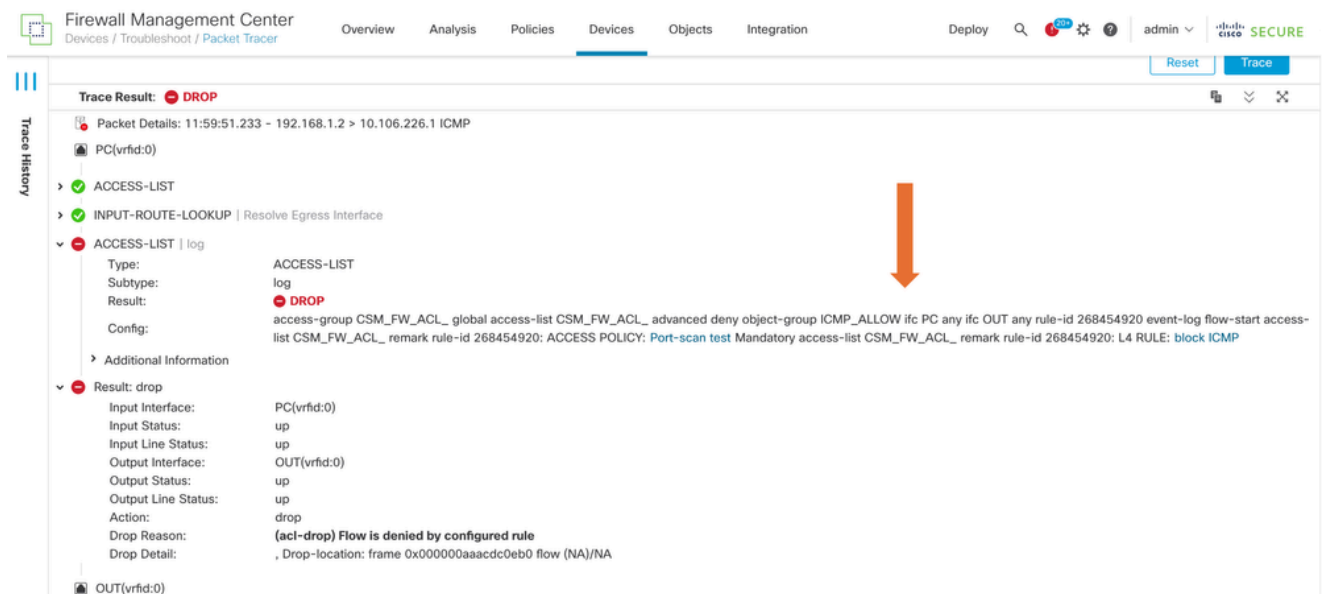 Firewall Management Center
Devices / Troubleshoot / Packet Tracer
Overview Analysis Policies Devices Objects Integration Deploy 20+ admin
cisco SECURE
Reset Trace
Trace History
Trace Result: DROP
Packet Details: 11:59:51.233 - 192.168.1.2 > 10.106.226.1 ICMP
PC(vrfid:0)
ACCESS-LIST
INPUT-ROUTE-LOOKUP | Resolve Egress Interface
ACCESS-LIST | log
Type: ACCESS-LIST
Subtype: log
Result: DROP
Config: access-group CSM_FW_ACL_ global access-list CSM_FW_ACL_ advanced deny object-group ICMP_ALLOW ifc PC any ifc OUT any rule-id 268454920 event-log flow-start access-
list CSM_FW_ACL_ remark rule-id 268454920: ACCESS POLICY: Port-scan test Mandatory access-list CSM_FW_ACL_ remark rule-id 268454920: L4 RULE: block ICMP
Additional Information
Result: drop
Input Interface: PC(vrfid:0)
Input Status: up
Input Line Status: up
Output Interface: OUT(vrfid:0)
Output Status: up
Output Line Status: up
Action: drop
Drop Reason: (acl-drop) Flow is denied by configured rule
Drop Detail: , Drop-location: frame 0x000000aaacdc0eb0 flow (NA)/NA
OUT(vrfid:0)